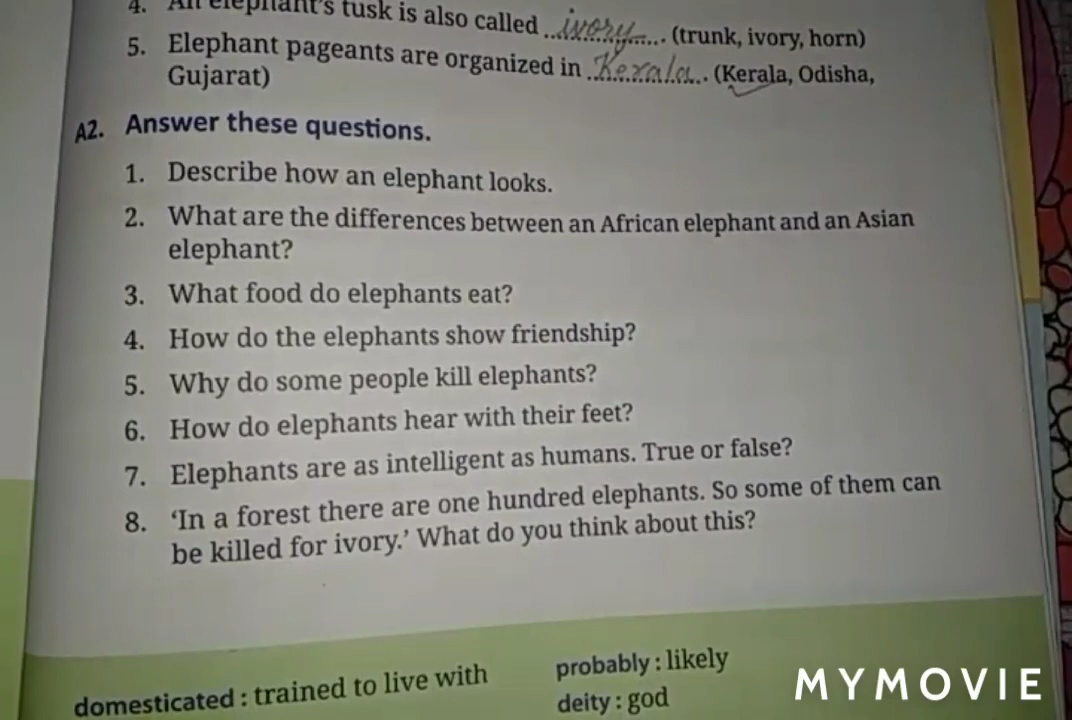 4. An elephant's tusk is also called ivory. (trunk, ivory, horn)
5. Elephant pageants are organized in Kerala. (Kerala, Odisha,
Gujarat)
A2. Answer these questions.
1. Describe how an elephant looks.
2. What are the differences between an African elephant and an Asian
elephant?
3. What food do elephants eat?
4. How do the elephants show friendship?
5. Why do some people kill elephants?
6. How do elephants hear with their feet?
7. Elephants are as intelligent as humans. True or false?
8. ‘In a forest there are one hundred elephants. So some of them can
be killed for ivory.’ What do you think about this?
domesticated : trained to live with
probably : likely
deity : god
MYMOVIE